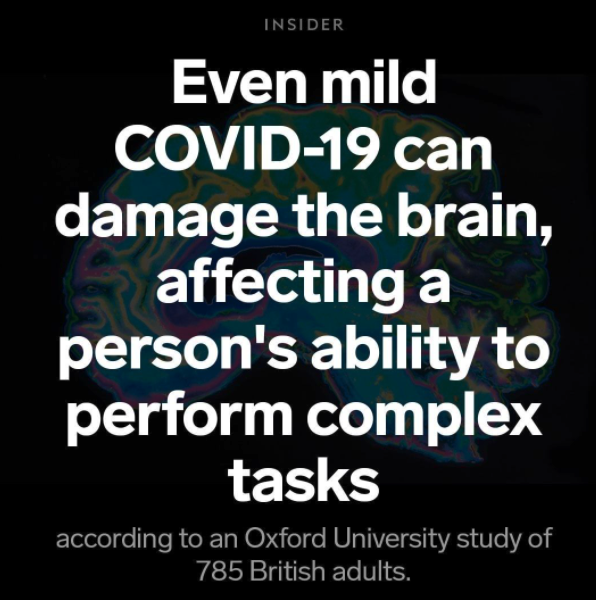 INSIDER
Even mild
COVID-19 can
damage the brain,
affecting a
person's ability to
perform complex
tasks
according to an Oxford University study of
785 British adults.